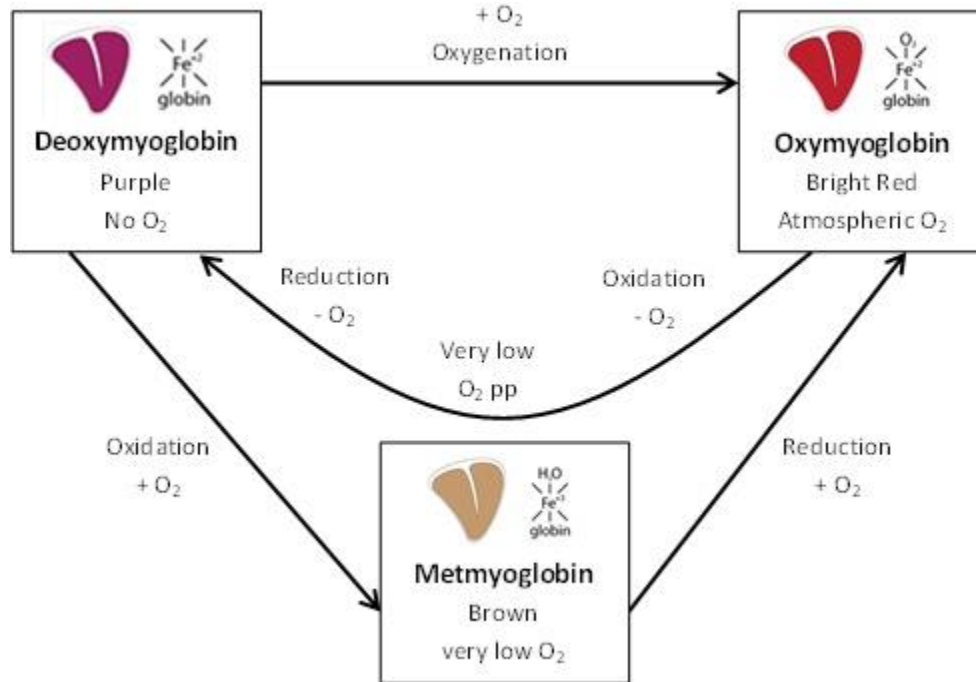 + O₂
Oxygenation
Fe⁺²
globin
Deoxymyoglobin
Purple
No O₂
O₂
Fe⁺²
globin
Oxymyoglobin
Bright Red
Atmospheric O₂
Reduction
- O₂
Oxidation
- O₂
Very low
O₂ pp
Oxidation
+ O₂
Reduction
+ O₂
H₂O
Fe⁺³
globin
Metmyoglobin
Brown
very low O₂